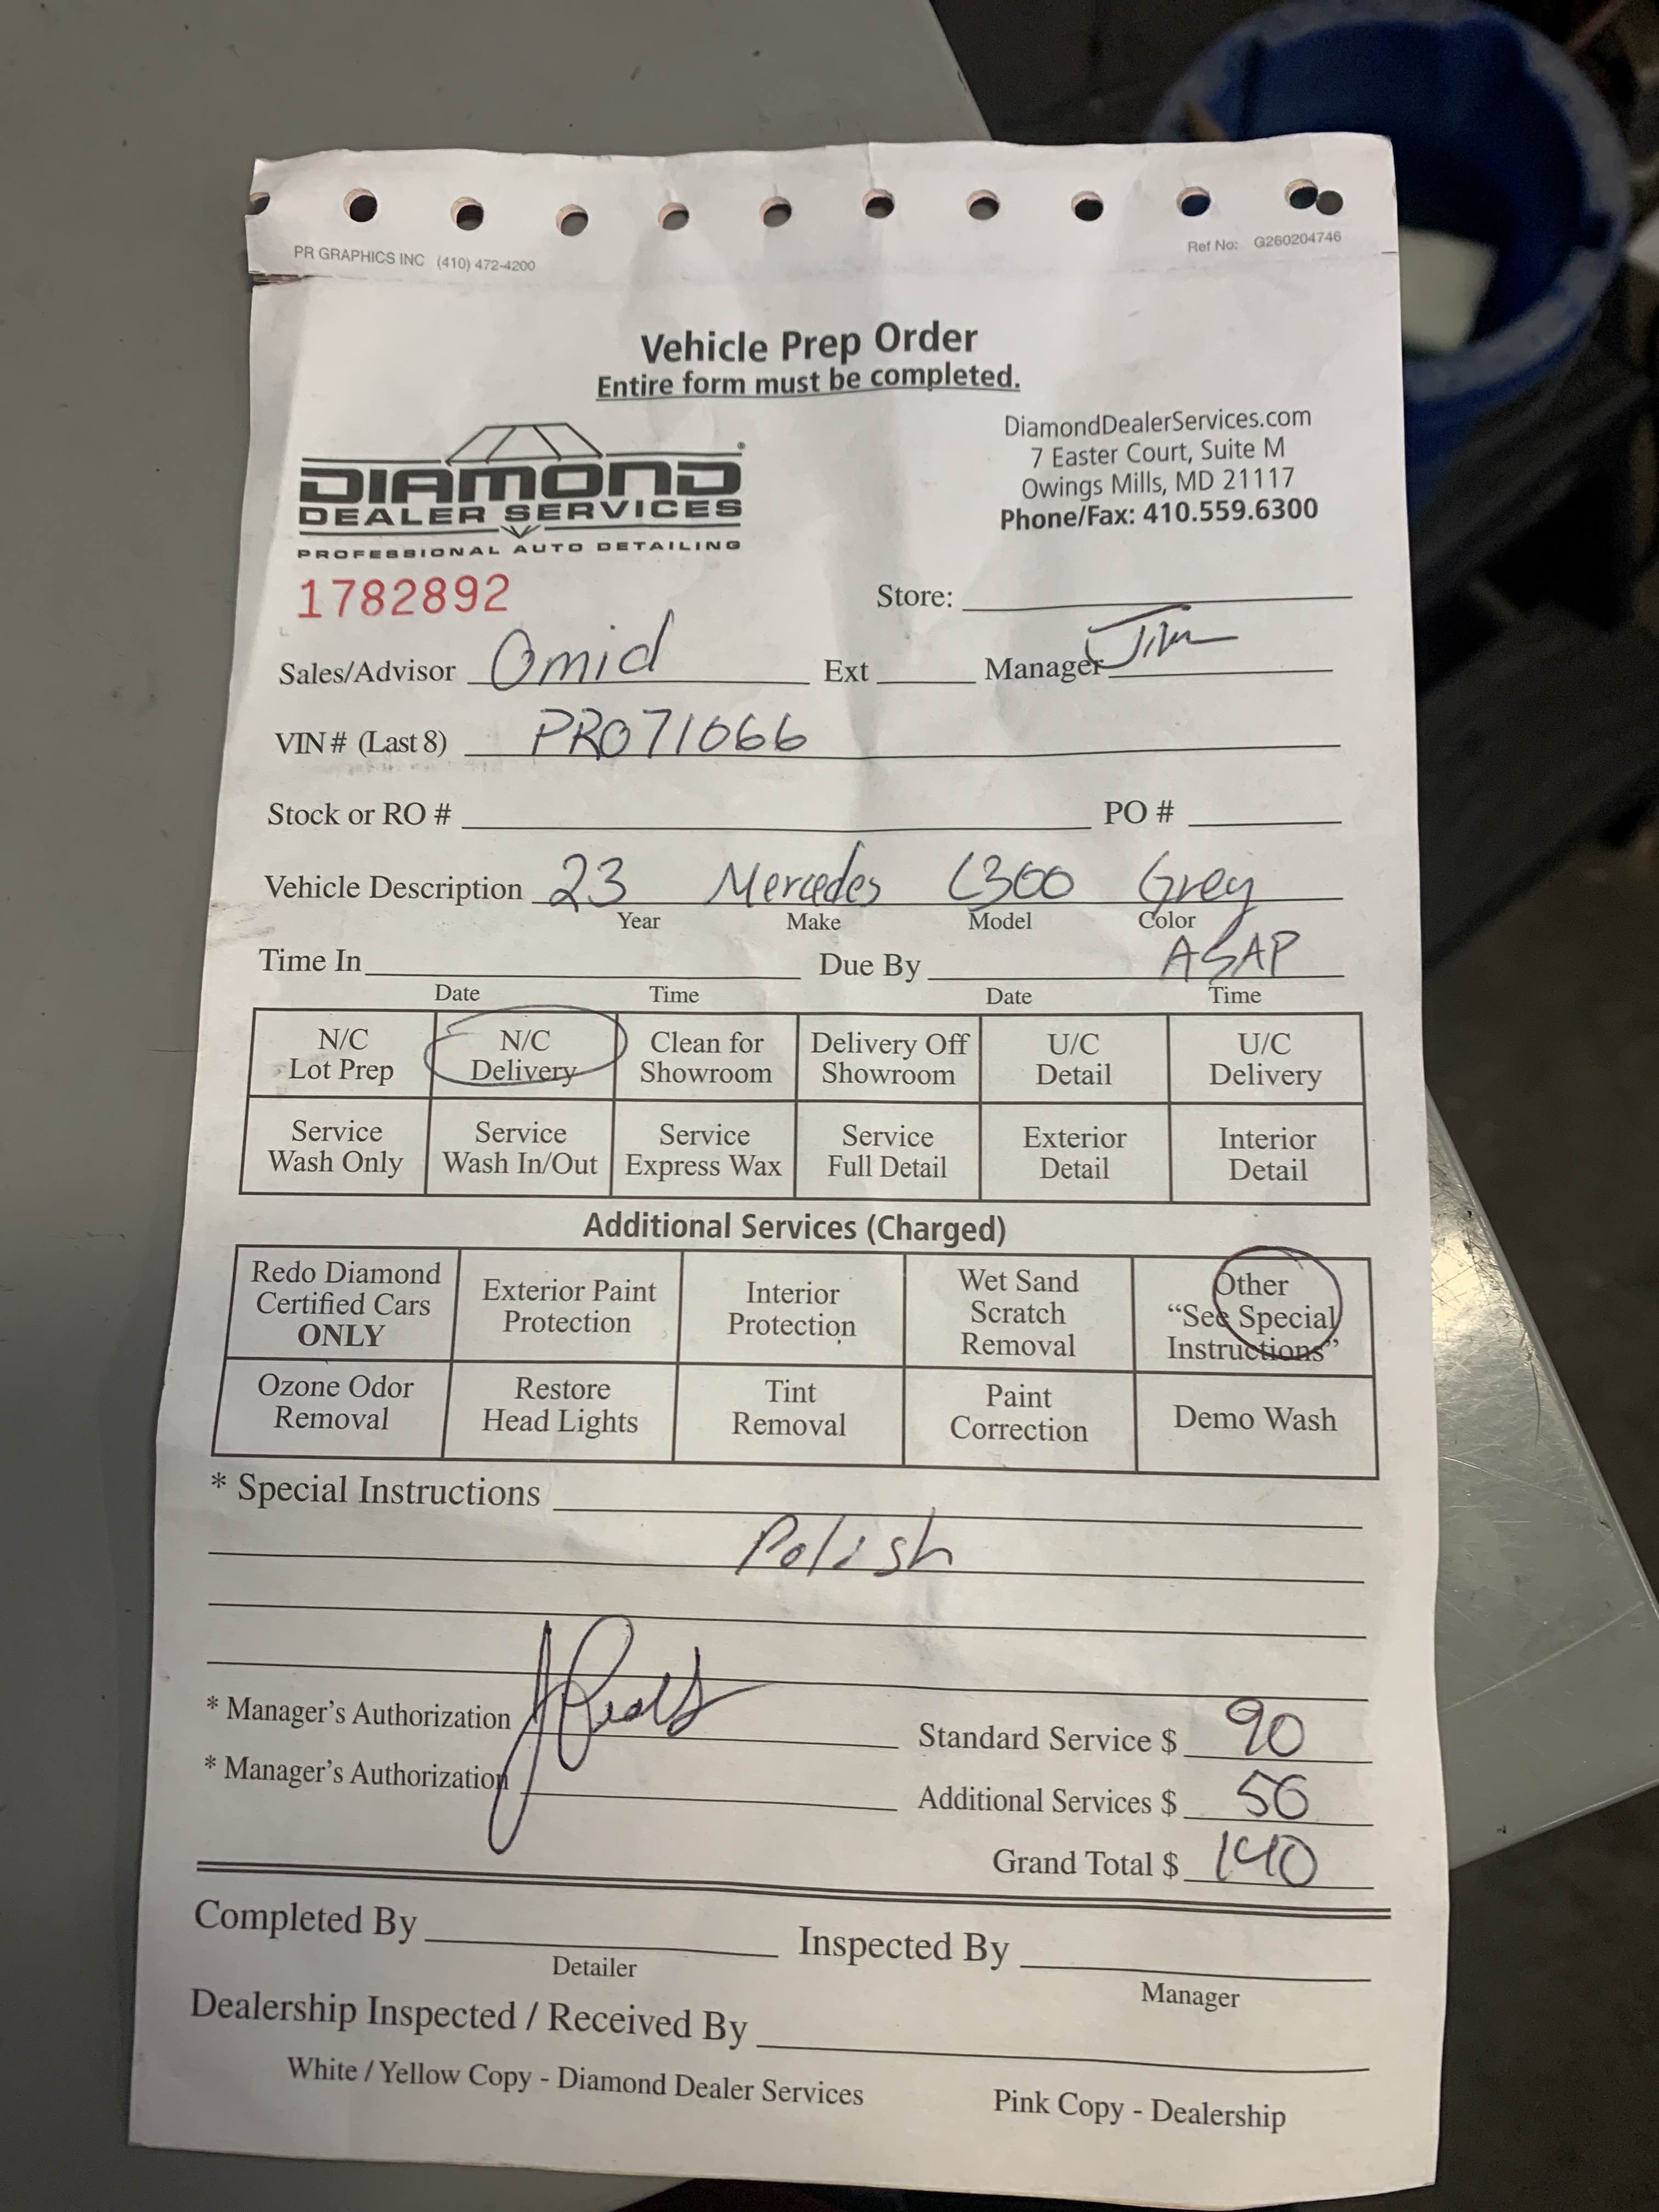 PR GRAPHICS INC (410) 472-4200 Ref No: G260204746
Vehicle Prep Order
Entire form must be completed.
DIAMOND
DEALER SERVICES
PROFESSIONAL AUTO DETAILING
DiamondDealerServices.com
7 Easter Court, Suite M
Owings Mills, MD 21117
Phone/Fax: 410.559.6300
1782892
Store:
Sales/Advisor Omid Ext Manager Jim
VIN# (Last 8) PR071066
Stock or RO # PO #
Vehicle Description 23 Mercedes C300 Grey
Year Make Model Color
Time In Due By ASAP
Date Time Date Time
N/C Lot Prep N/C Delivery Clean for Showroom Delivery Off Showroom U/C Detail U/C Delivery
Service Wash Only Service Wash In/Out Service Express Wax Service Full Detail Exterior Detail Interior Detail
Additional Services (Charged)
Redo Diamond Certified Cars ONLY Exterior Paint Protection Interior Protection Wet Sand Scratch Removal Other “See Special Instructions”
Ozone Odor Removal Restore Head Lights Tint Removal Paint Correction Demo Wash
* Special Instructions
Polish
* Manager's Authorization Standard Service $ 90
* Manager's Authorization Additional Services $ 50
Grand Total $ 140
Completed By Inspected By
Detailer Manager
Dealership Inspected / Received By
White / Yellow Copy - Diamond Dealer Services Pink Copy - Dealership